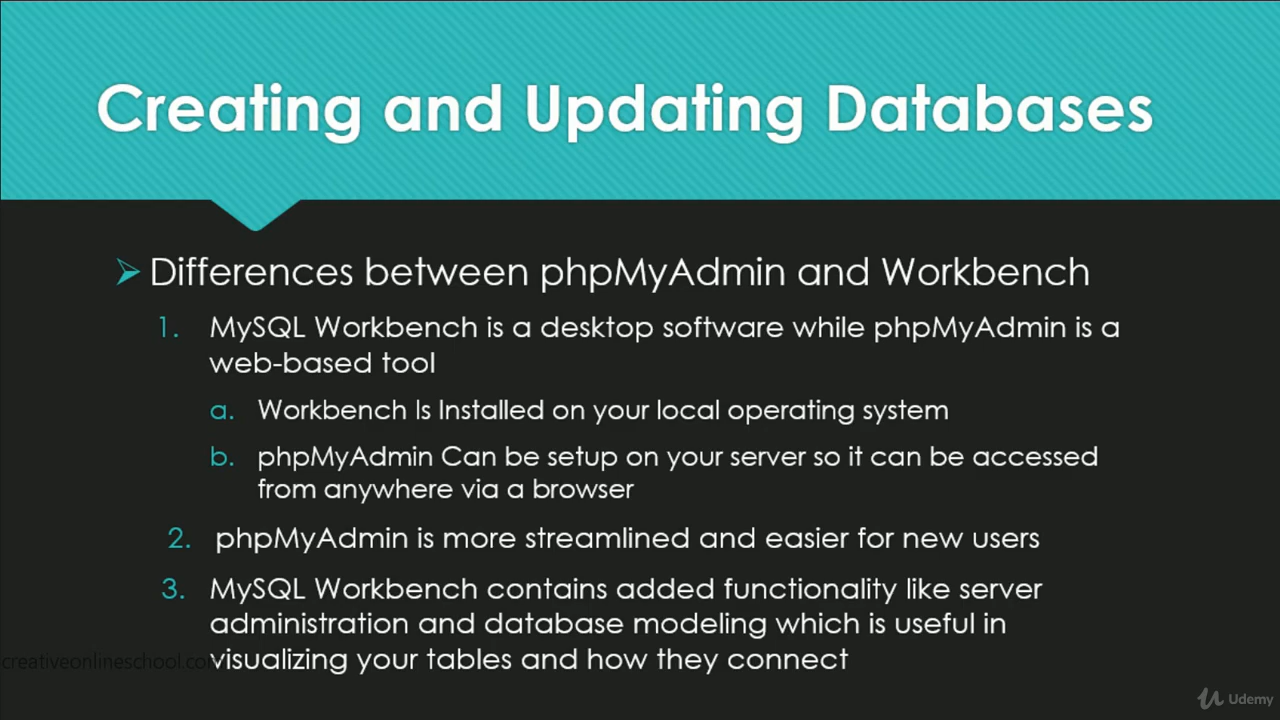 Creating and Updating Databases
➢ Differences between phpMyAdmin and Workbench
1. MySQL Workbench is a desktop software while phpMyAdmin is a
web-based tool
a. Workbench Is Installed on your local operating system
b. phpMyAdmin Can be setup on your server so it can be accessed
from anywhere via a browser
2. phpMyAdmin is more streamlined and easier for new users
3. MySQL Workbench contains added functionality like server
administration and database modeling which is useful in
visualizing your tables and how they connect
creativeonlineschool.com
Udemy